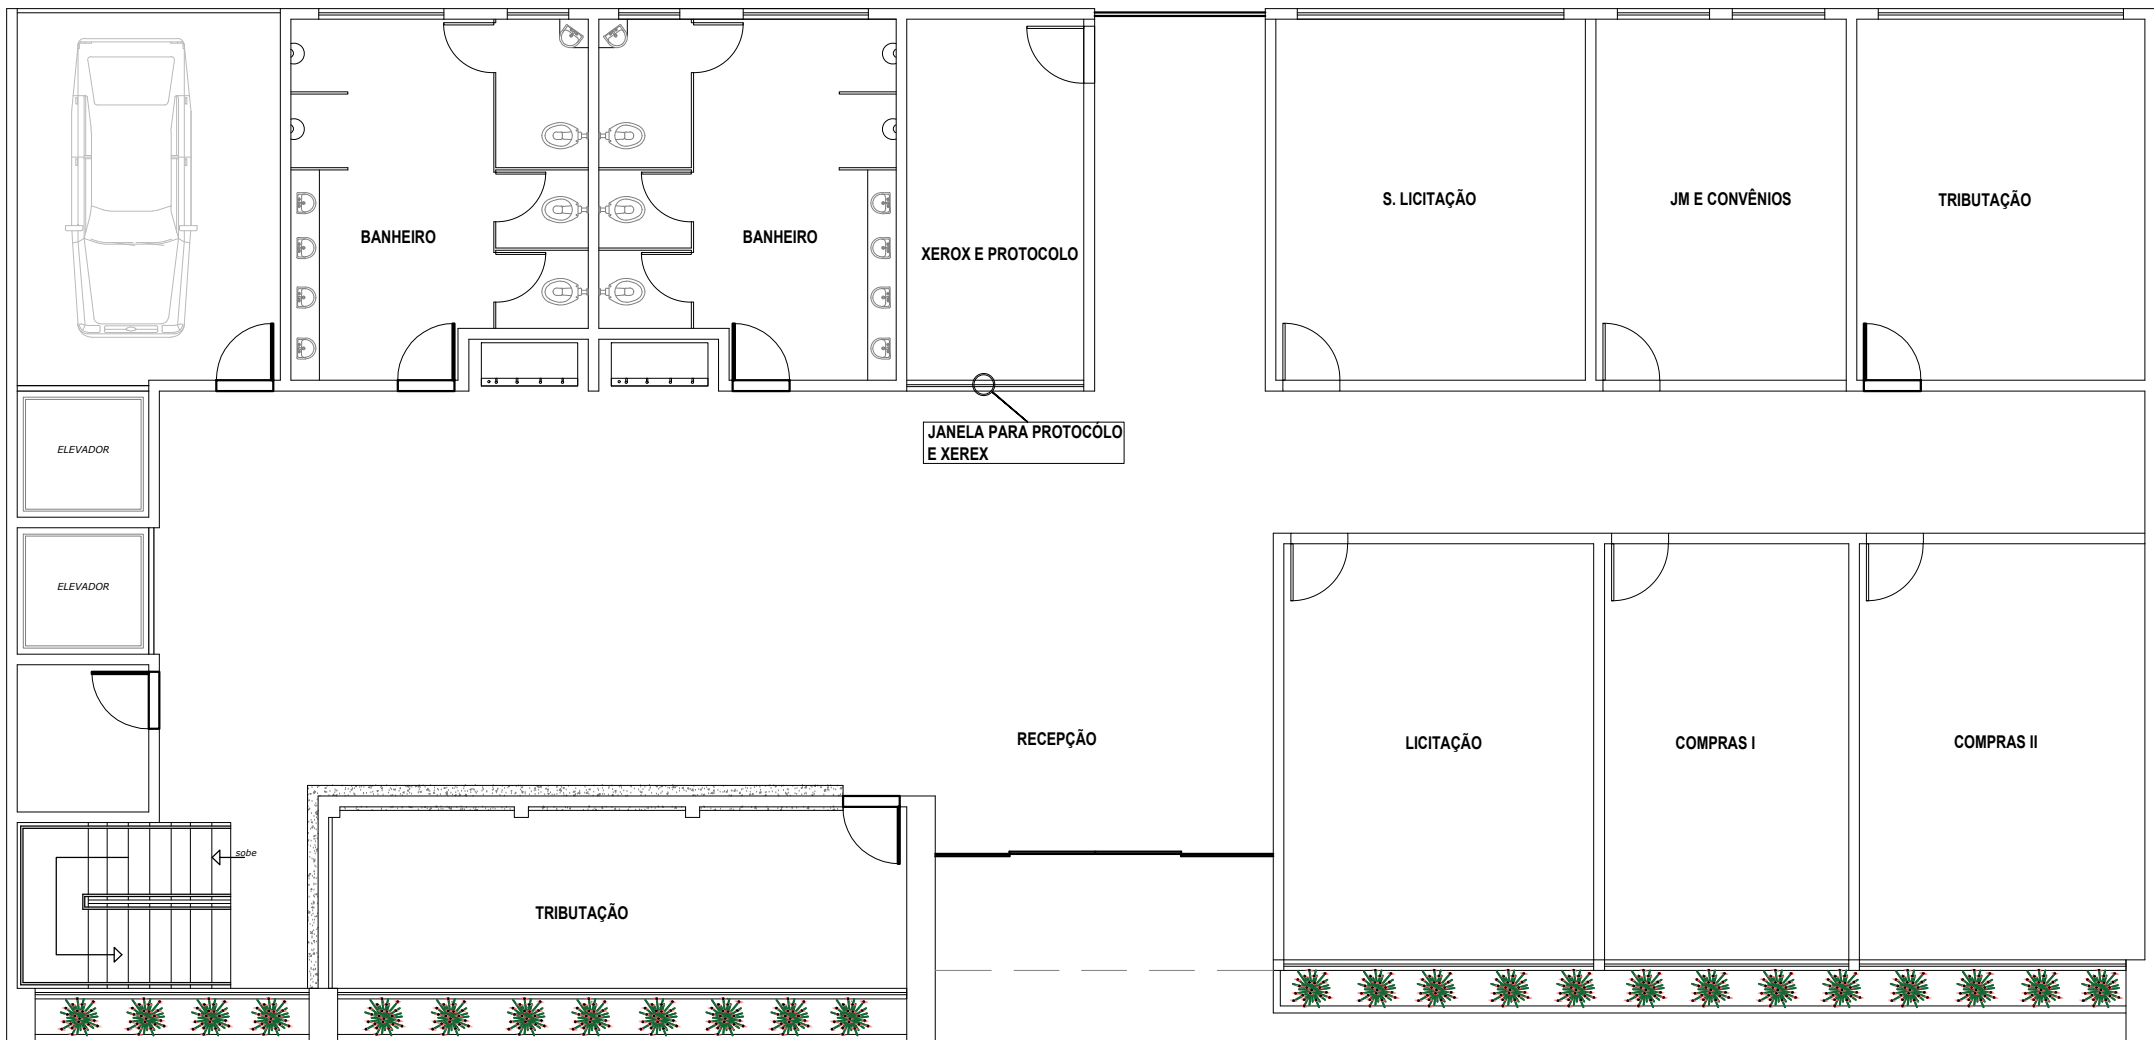 S. LICITAÇÃO
JM E CONVÊNIOS
TRIBUTAÇÃO
BANHEIRO
BANHEIRO
XEROX E PROTOCOLO
JANELA PARA PROTOCÓLO
E XEREX
ELEVADOR
ELEVADOR
RECEPÇÃO
LICITAÇÃO
COMPRAS I
COMPRAS II
sobe
TRIBUTAÇÃO